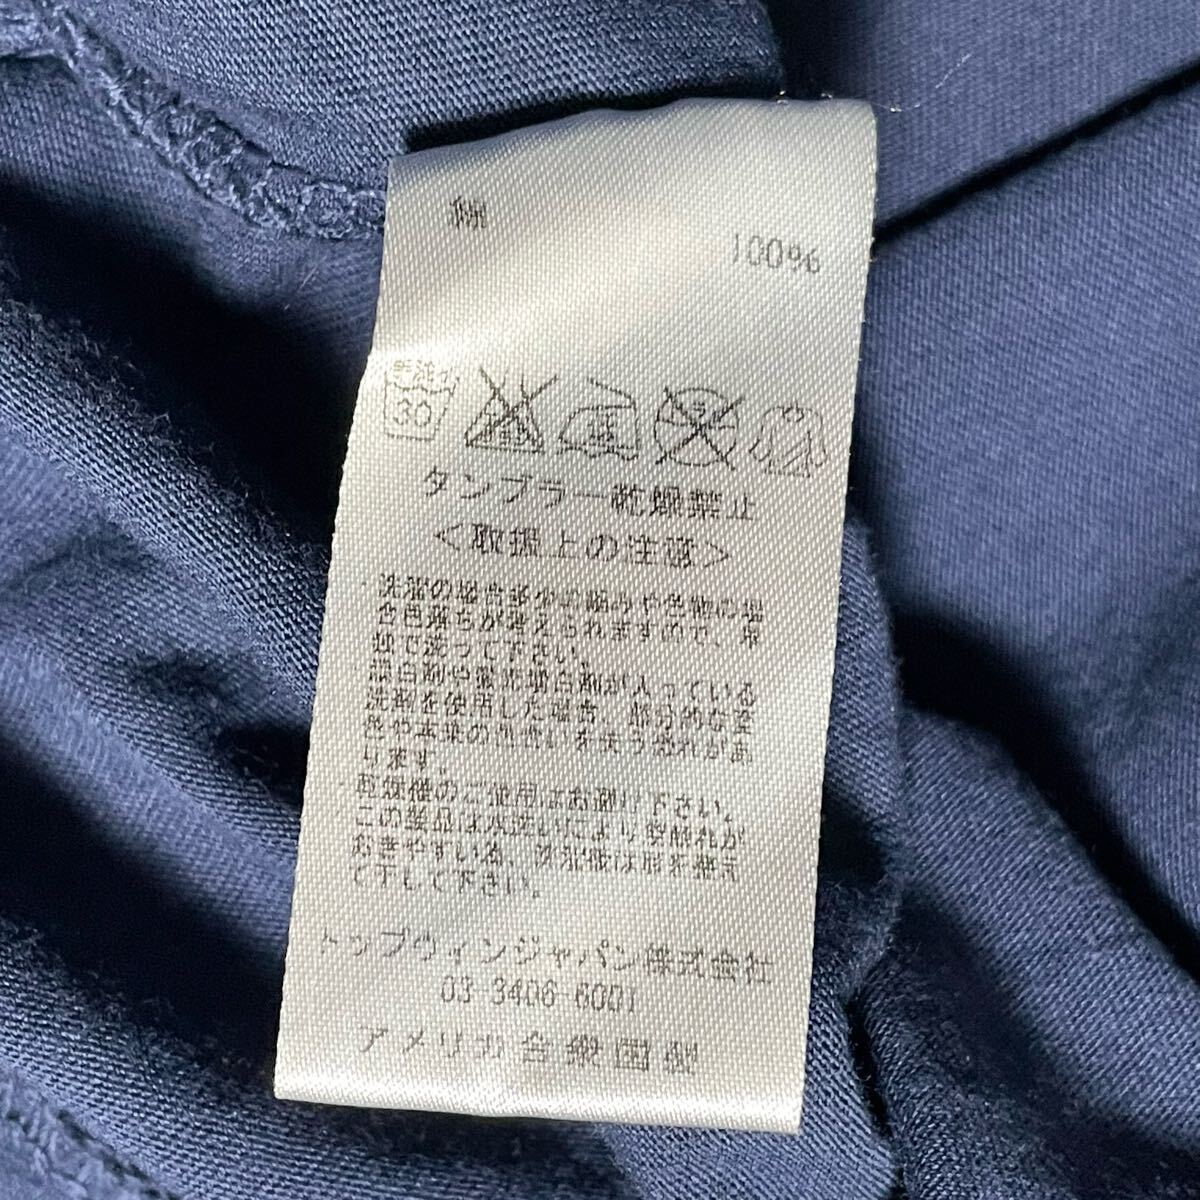 綿
100%
手洗イ
30
タンブラー乾燥禁止
<取扱上の注意>
洗濯の場合多少の縮みや色物の場
合色落ちが考えられますので、単
独で洗って下さい。
漂白剤や蛍光増白剤が入っている
洗剤を使用した場合、部分的な変
色や本来の色合いを失う恐れがあ
ります。
乾燥機のご使用はお避け下さい。
この製品は水洗いにより型崩れが
おきやすい為、洗濯後は形を整え
て干して下さい。
トップウィンジャパン株式会社
03-3406-6001
アメリカ合衆国製